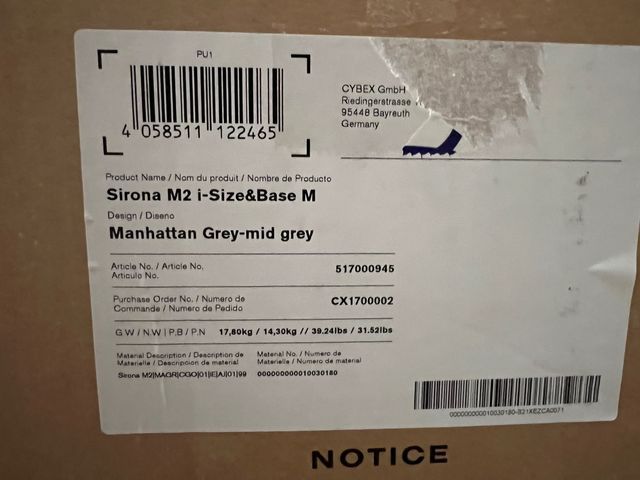 PU1
4 058511 122465
CYBEX GmbH
Riedingerstrasse
95448 Bayreuth
Germany
Product Name / Nom du produit / Nombre de Producto
Sirona M2 i-Size&Base M
Design / Diseno
Manhattan Grey-mid grey
Article No. / Article No.
Articulo No.
517000945
Purchase Order No. / Numero de
Commande / Numero de Pedido
CX1700002
G.W / N.W | P.B / P.N 17,80kg / 14,30kg // 39.24lbs / 31.52lbs
Material Description / Description de
Materielle / Descripcion de material
Material No. / Numero de
Materielle / Numero de material
Sirona M2|MAGR|CGO|01|E|AJ|01|99
000000000010030180
000000000010030180-B21XEZCA0071
NOTICE